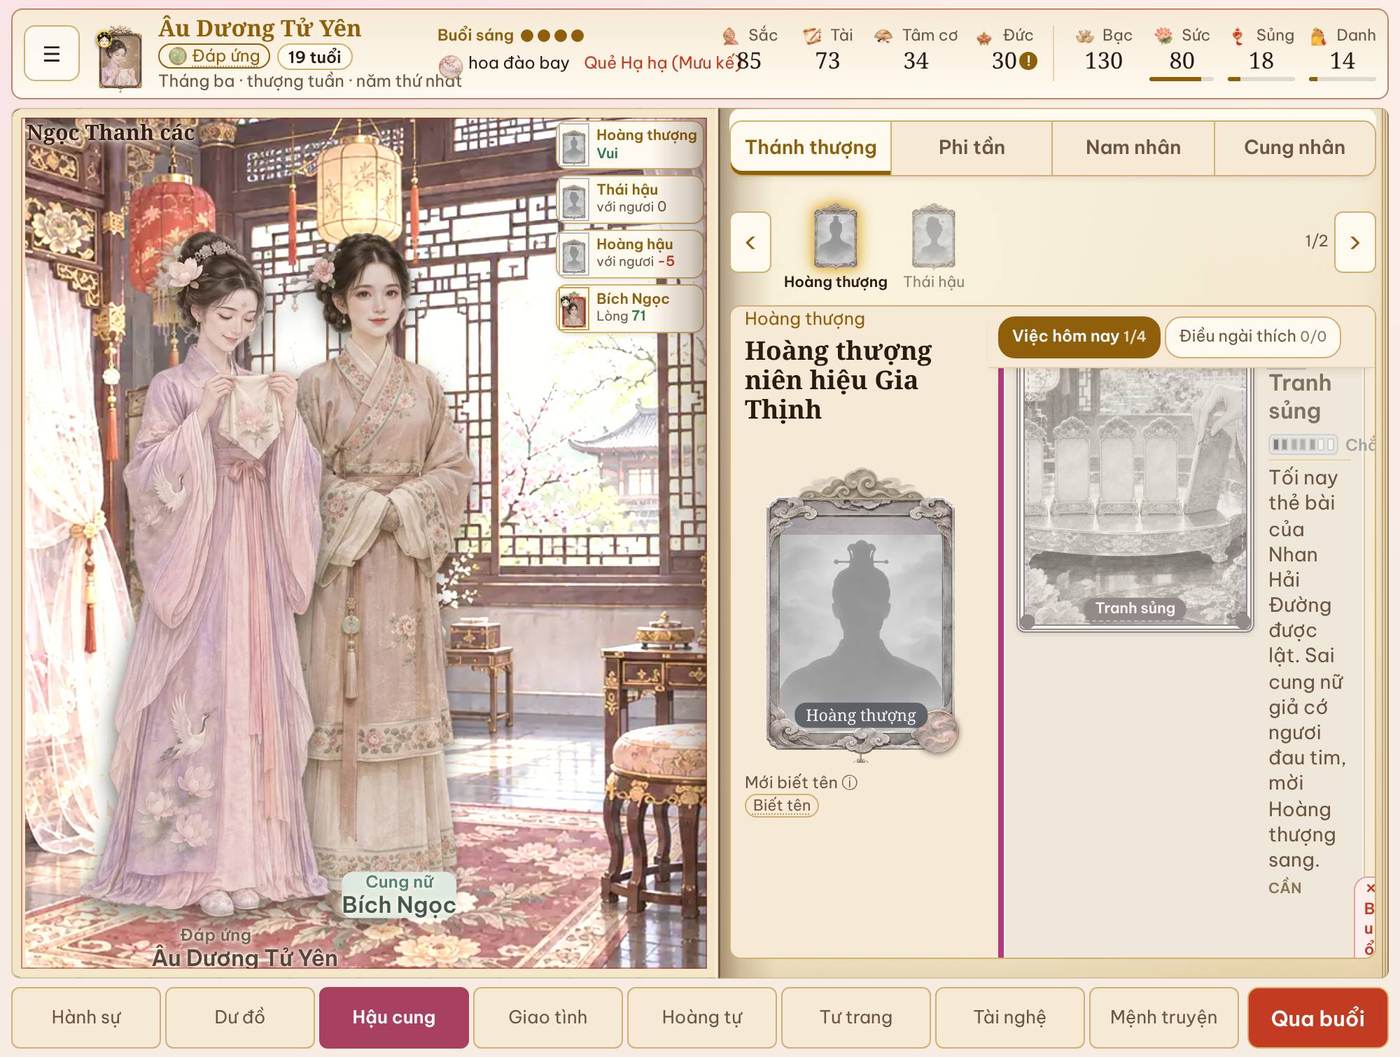 ☰
Âu Dương Tử Yên
Đáp ứng
19 tuổi
Tháng ba · thượng tuần · năm thứ nhất
Buổi sáng
hoa đào bay
Quẻ Hạ hạ (Mưu kế)
Sắc
85
Tài
73
Tâm cơ
34
Đức
30 !
Bạc
130
Sức
80
Sủng
18
Danh
14
Ngọc Thanh các
Hoàng thượng
Vui
Thái hậu
với ngươi 0
Hoàng hậu
với ngươi -5
Bích Ngọc
Lòng 71
Cung nữ
Bích Ngọc
Đáp ứng
Âu Dương Tử Yên
Thánh thượng
Phi tần
Nam nhân
Cung nhân
Hoàng thượng
Thái hậu
1/2
Hoàng thượng
Hoàng thượng
niên hiệu Gia
Thịnh
Hoàng thượng
Mới biết tên ⓘ
Biết tên
Việc hôm nay 1/4
Điều ngài thích 0/0
Tranh sủng
Tranh
sủng
Tối nay
thẻ bài
của
Nhan
Hải
Đường
được
lật. Sai
cung nữ
giả cớ
ngươi
đau tim,
mời
Hoàng
thượng
sang.
CẦN
×
B
u
ổ
Hành sự
Dư đồ
Hậu cung
Giao tình
Hoàng tự
Tư trang
Tài nghệ
Mệnh truyện
Qua buổi